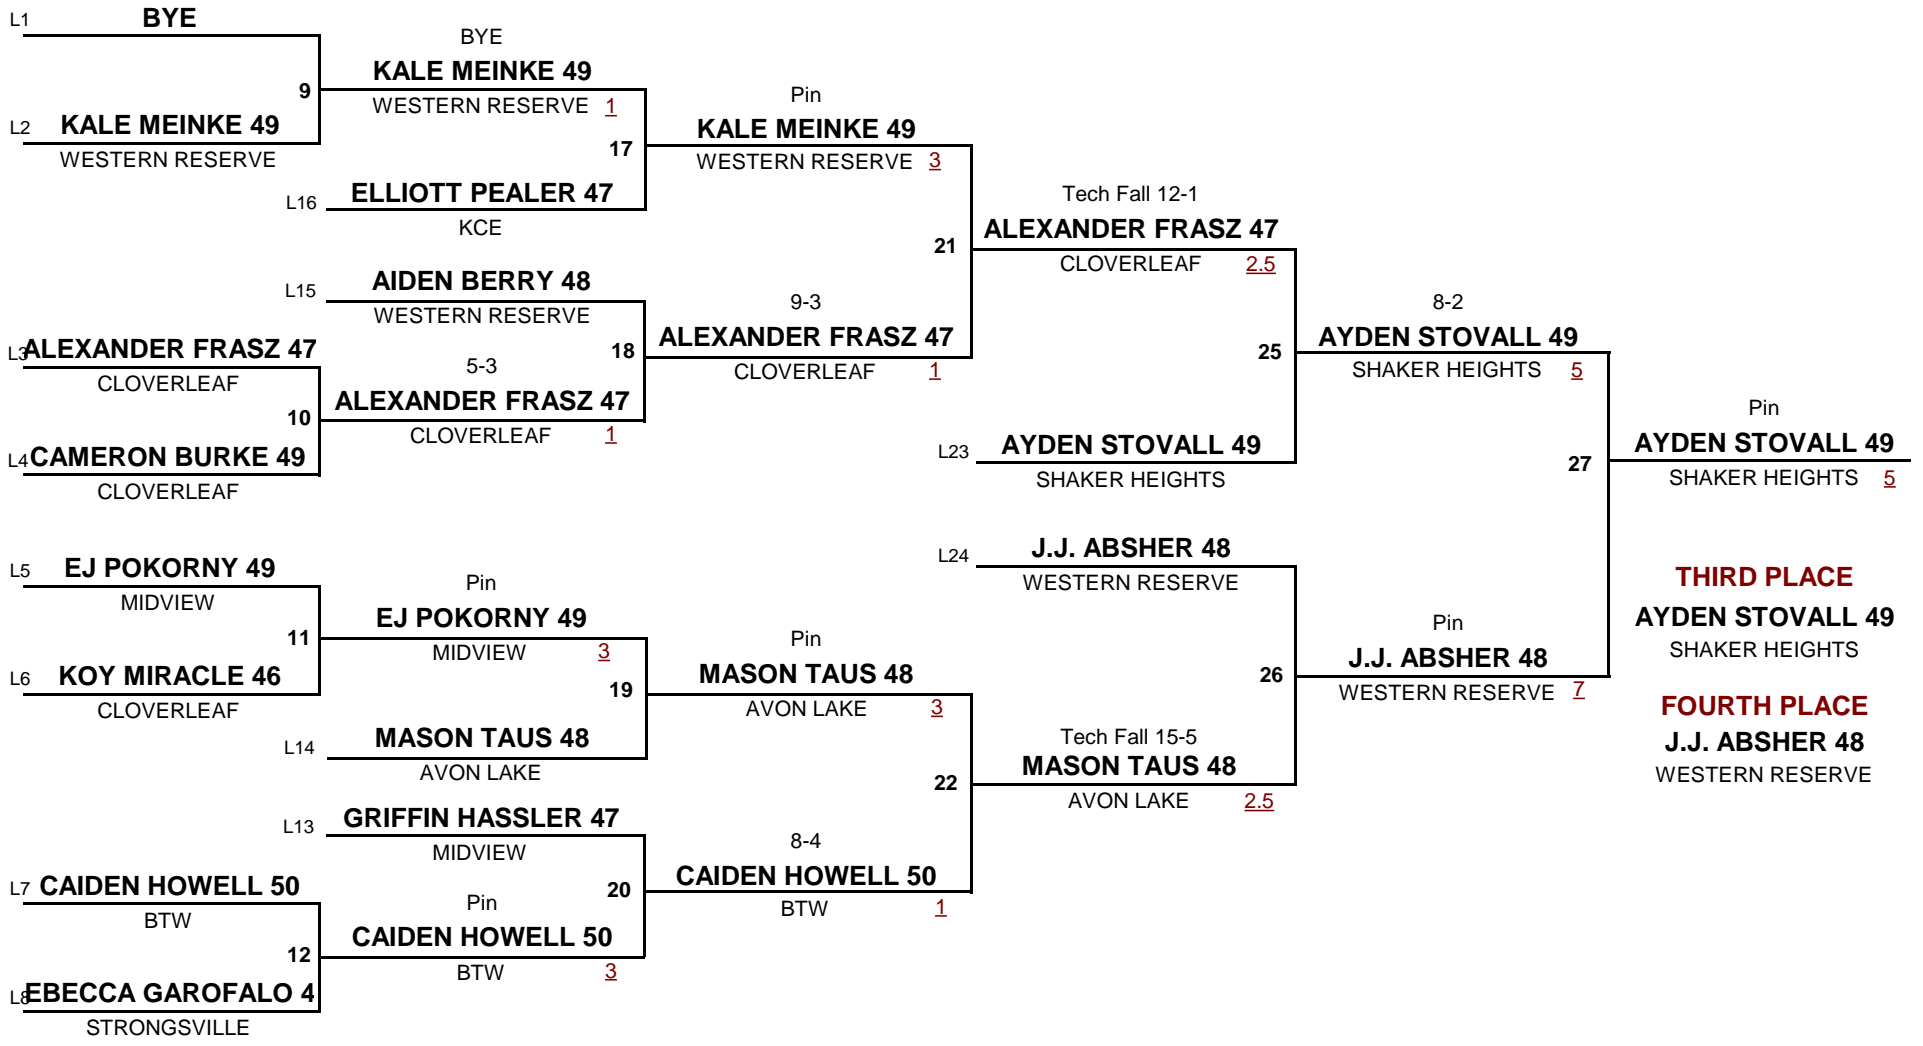 L1 BYE
BYE
KALE MEINKE 49
9
WESTERN RESERVE 1
L2 KALE MEINKE 49
WESTERN RESERVE
Pin
KALE MEINKE 49
17
WESTERN RESERVE 3
L16 ELLIOTT PEALER 47
KCE
Tech Fall 12-1
ALEXANDER FRASZ 47
21
CLOVERLEAF 2.5
L15 AIDEN BERRY 48
WESTERN RESERVE
9-3
ALEXANDER FRASZ 47
18
CLOVERLEAF 1
L3 ALEXANDER FRASZ 47
CLOVERLEAF
5-3
ALEXANDER FRASZ 47
10
CLOVERLEAF 1
L4 CAMERON BURKE 49
CLOVERLEAF
8-2
AYDEN STOVALL 49
25
SHAKER HEIGHTS 5
L23 AYDEN STOVALL 49
SHAKER HEIGHTS
Pin
AYDEN STOVALL 49
27
SHAKER HEIGHTS 5
L24 J.J. ABSHER 48
WESTERN RESERVE
L5 EJ POKORNY 49
MIDVIEW
Pin
EJ POKORNY 49
11
MIDVIEW 3
L6 KOY MIRACLE 46
CLOVERLEAF
Pin
MASON TAUS 48
19
AVON LAKE 3
L14 MASON TAUS 48
AVON LAKE
Pin
J.J. ABSHER 48
26
WESTERN RESERVE 7
THIRD PLACE
AYDEN STOVALL 49
SHAKER HEIGHTS
FOURTH PLACE
J.J. ABSHER 48
WESTERN RESERVE
Tech Fall 15-5
MASON TAUS 48
22
AVON LAKE 2.5
L13 GRIFFIN HASSLER 47
MIDVIEW
8-4
CAIDEN HOWELL 50
20
BTW 1
L7 CAIDEN HOWELL 50
BTW
Pin
CAIDEN HOWELL 50
12
BTW 3
L8 EBECCA GAROFALO 4
STRONGSVILLE